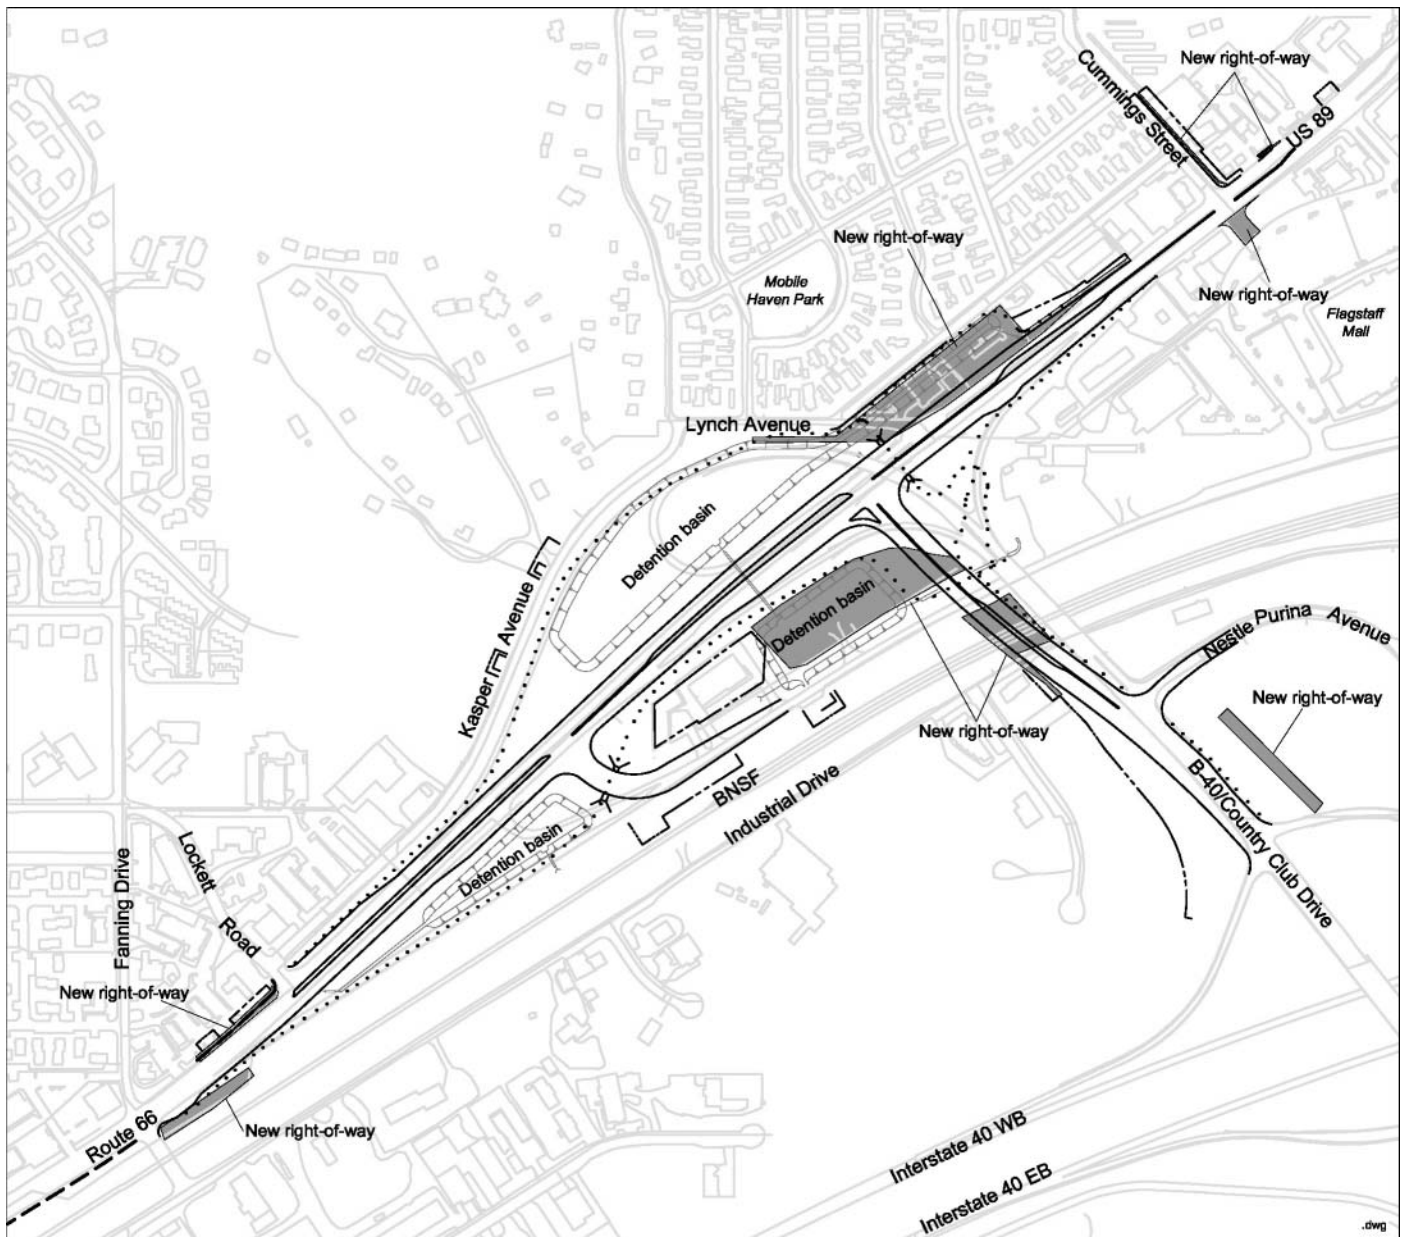 New right-of-way
Cummings Street
US 89
New right-of-way
Mobile
Haven Park
New right-of-way
Flagstaff
Mall
Lynch Avenue
Detention basin
Kasper Avenue
Detention basin
Nestle Purina Avenue
New right-of-way
New right-of-way
BNSF
Industrial Drive
B-40/Country Club Drive
Detention basin
Lockett Road
Fanning Drive
New right-of-way
Route 66
New right-of-way
Interstate 40 WB
Interstate 40 EB
.dwg